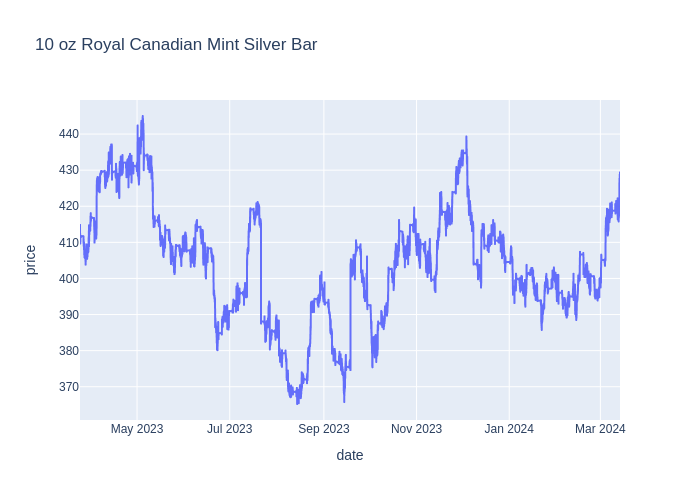 10 oz Royal Canadian Mint Silver Bar
440
430
420
410
400
390
380
370
price
May 2023
Jul 2023
Sep 2023
Nov 2023
Jan 2024
Mar 2024
date